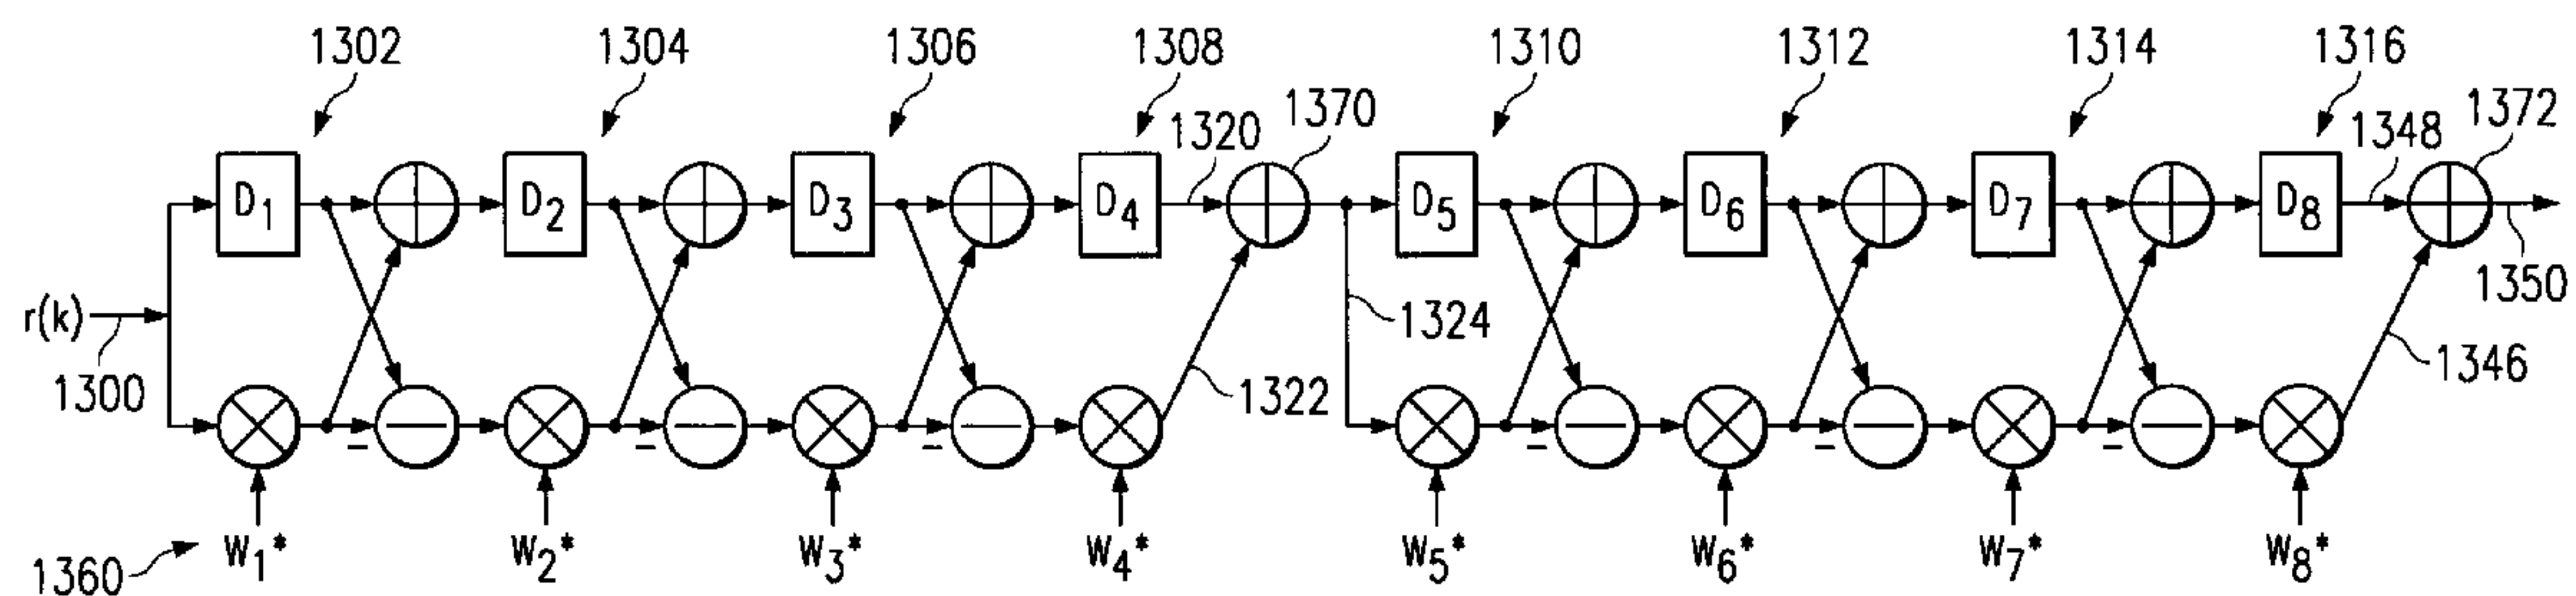 1302 1304 1306 1308 1310 1312 1314 1316
1320 1370 1348 1372
D1 D2 D3 D4 D5 D6 D7 D8
r(k) 1300 1322 1324 1346 1350
- - - - - -
W1* W2* W3* W4* W5* W6* W7* W8*
1360